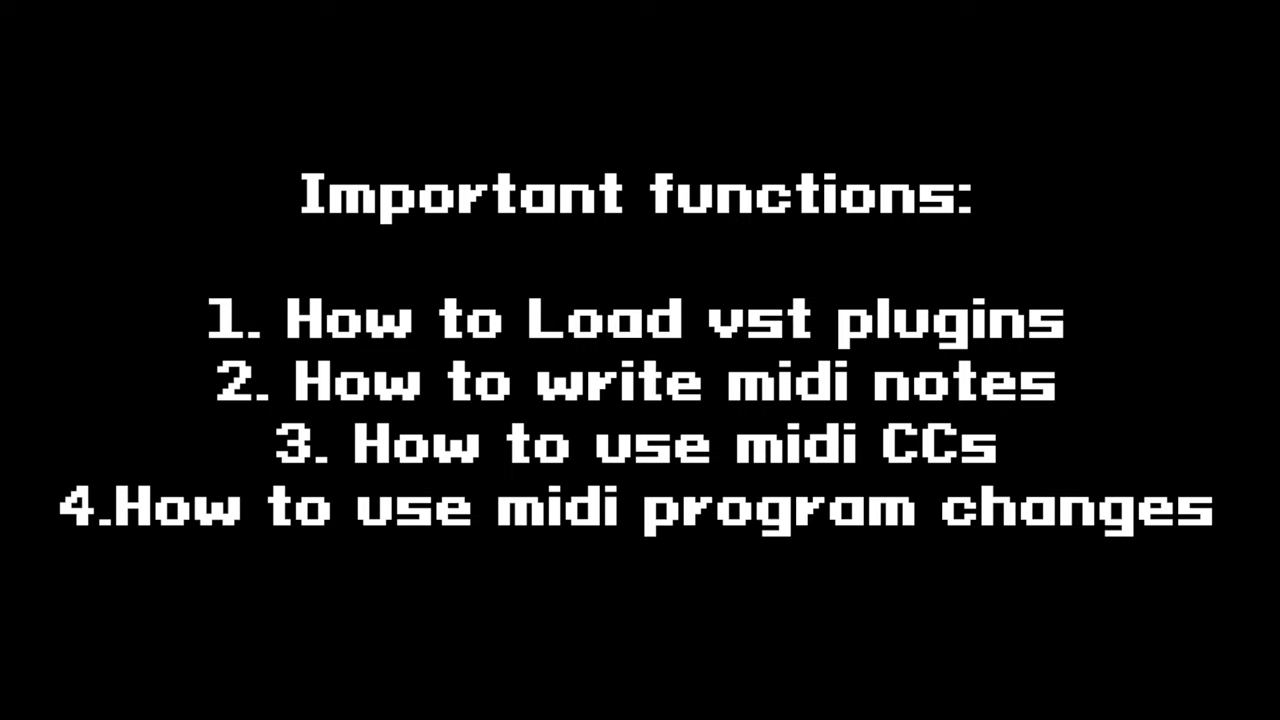 Important functions:
1. How to Load vst plugins
2. How to write midi notes
3. How to use midi CCs
4.How to use midi program changes